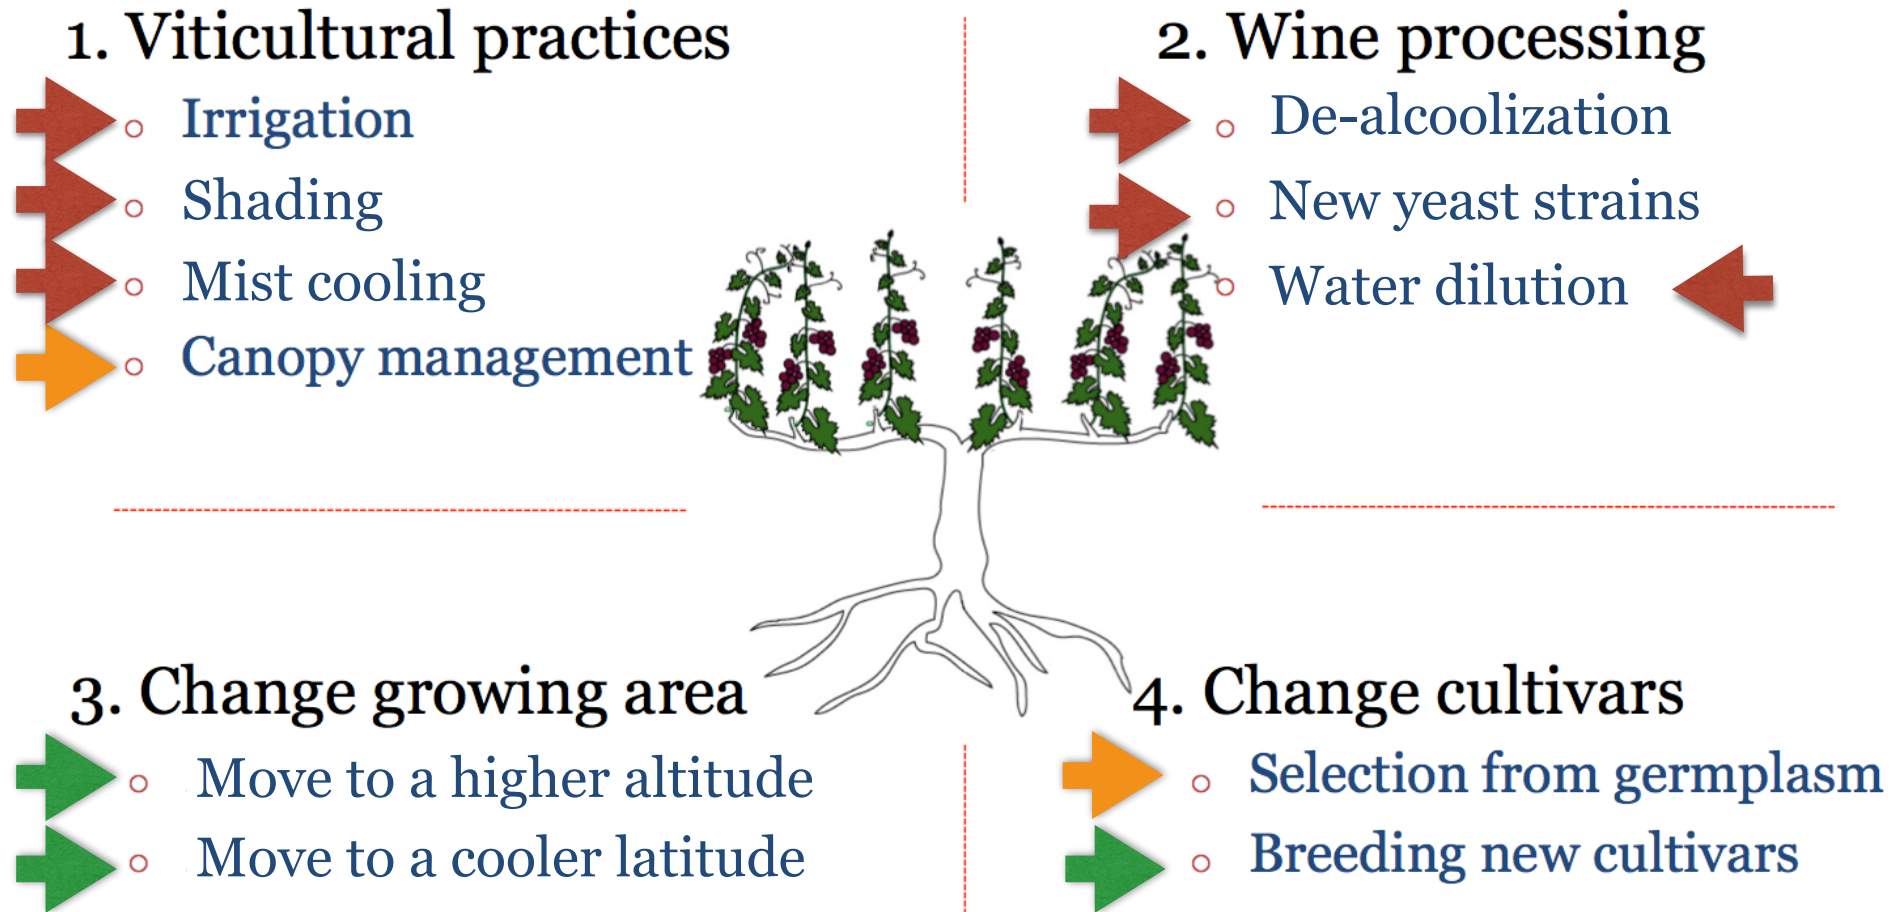 1. Viticultural practices
Irrigation
Shading
Mist cooling
Canopy management
2. Wine processing
De-alcoolization
New yeast strains
Water dilution
3. Change growing area
Move to a higher altitude
Move to a cooler latitude
4. Change cultivars
Selection from germplasm
Breeding new cultivars